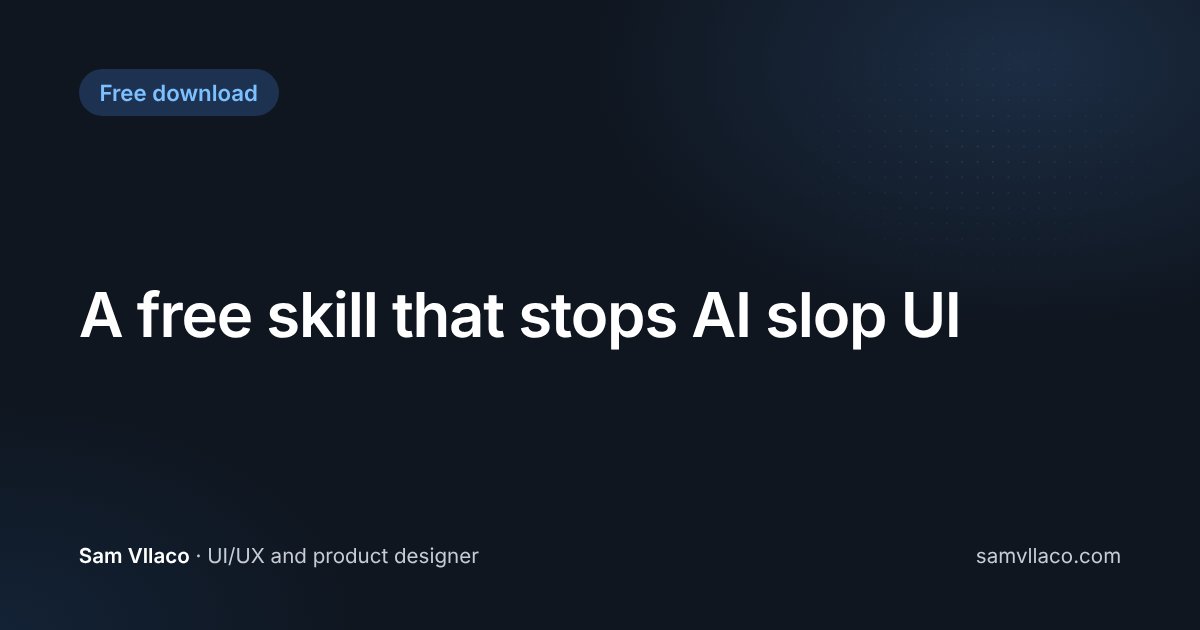 Free download
A free skill that stops AI slop UI
Sam Vllaco · UI/UX and product designer
samvllaco.com